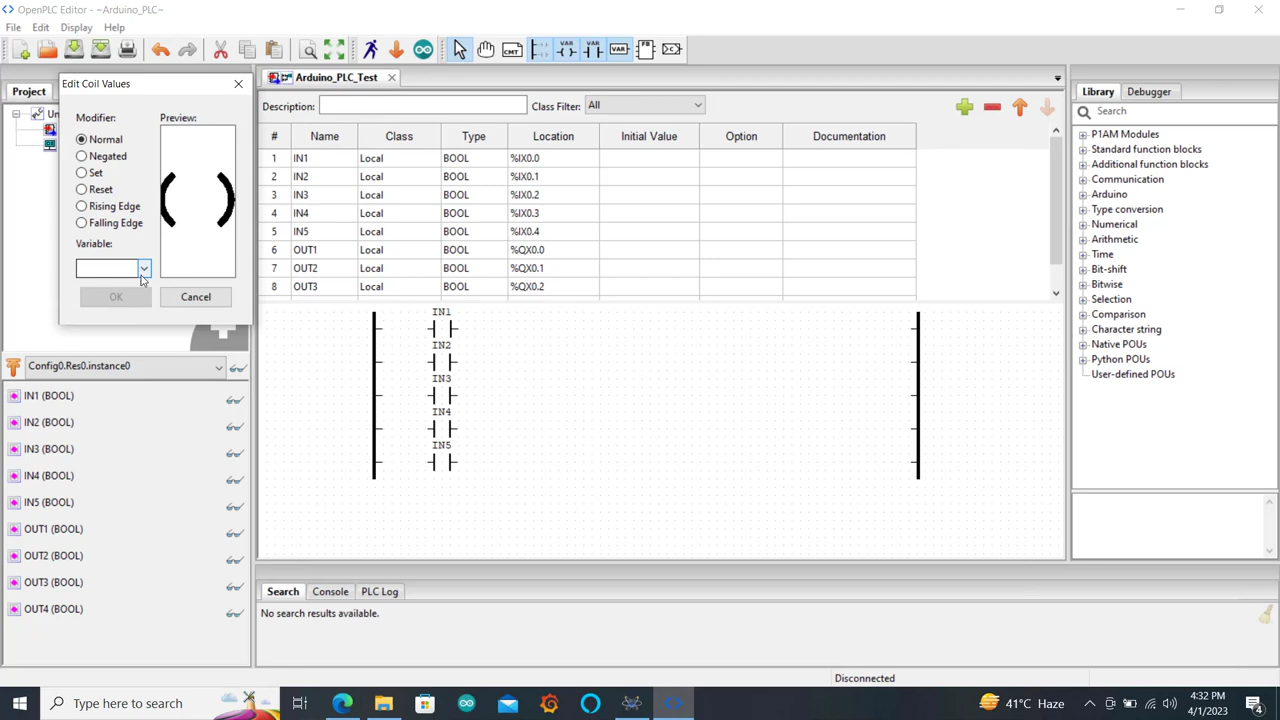 OpenPLC Editor - ~Arduino_PLC~
File Edit Display Help
CMT VAR VAR VAR FB
Edit Coil Values
Modifier: Preview:
Normal
Negated
Set
Reset
Rising Edge
Falling Edge
Variable:
OK Cancel
Project
Un
Arduino_PLC_Test
Description: Class Filter: All
# Name Class Type Location Initial Value Option Documentation
1 IN1 Local BOOL %IX0.0
2 IN2 Local BOOL %IX0.1
3 IN3 Local BOOL %IX0.2
4 IN4 Local BOOL %IX0.3
5 IN5 Local BOOL %IX0.4
6 OUT1 Local BOOL %QX0.0
7 OUT2 Local BOOL %QX0.1
8 OUT3 Local BOOL %QX0.2
IN1
IN2
IN3
IN4
IN5
Library Debugger
Search
P1AM Modules
Standard function blocks
Additional function blocks
Communication
Arduino
Type conversion
Numerical
Arithmetic
Time
Bit-shift
Bitwise
Selection
Comparison
Character string
Native POUs
Python POUs
User-defined POUs
Config0.Res0.instance0
IN1 (BOOL)
IN2 (BOOL)
IN3 (BOOL)
IN4 (BOOL)
IN5 (BOOL)
OUT1 (BOOL)
OUT2 (BOOL)
OUT3 (BOOL)
OUT4 (BOOL)
Search Console PLC Log
No search results available.
Disconnected
Type here to search
41°C Haze
4:32 PM
4/1/2023